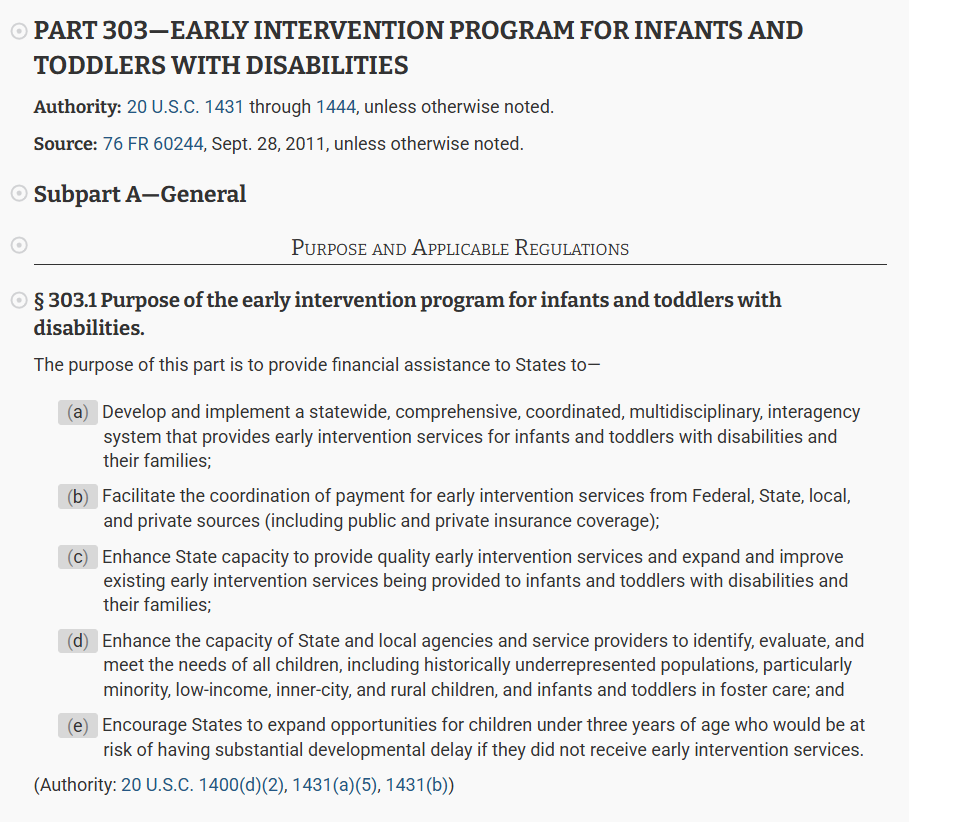 PART 303—EARLY INTERVENTION PROGRAM FOR INFANTS AND
TODDLERS WITH DISABILITIES
Authority: 20 U.S.C. 1431 through 1444, unless otherwise noted.
Source: 76 FR 60244, Sept. 28, 2011, unless otherwise noted.
Subpart A—General
Purpose and Applicable Regulations
§ 303.1 Purpose of the early intervention program for infants and toddlers with
disabilities.
The purpose of this part is to provide financial assistance to States to—
(a) Develop and implement a statewide, comprehensive, coordinated, multidisciplinary, interagency
system that provides early intervention services for infants and toddlers with disabilities and
their families;
(b) Facilitate the coordination of payment for early intervention services from Federal, State, local,
and private sources (including public and private insurance coverage);
(c) Enhance State capacity to provide quality early intervention services and expand and improve
existing early intervention services being provided to infants and toddlers with disabilities and
their families;
(d) Enhance the capacity of State and local agencies and service providers to identify, evaluate, and
meet the needs of all children, including historically underrepresented populations, particularly
minority, low-income, inner-city, and rural children, and infants and toddlers in foster care; and
(e) Encourage States to expand opportunities for children under three years of age who would be at
risk of having substantial developmental delay if they did not receive early intervention services.
(Authority: 20 U.S.C. 1400(d)(2), 1431(a)(5), 1431(b))